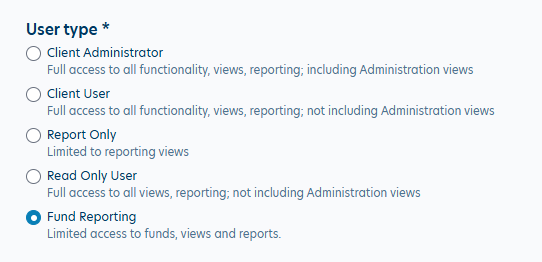 User type *
Client Administrator
Full access to all functionality, views, reporting; including Administration views
Client User
Full access to all functionality, views, reporting; not including Administration views
Report Only
Limited to reporting views
Read Only User
Full access to all views, reporting; not including Administration views
Fund Reporting
Limited access to funds, views and reports.